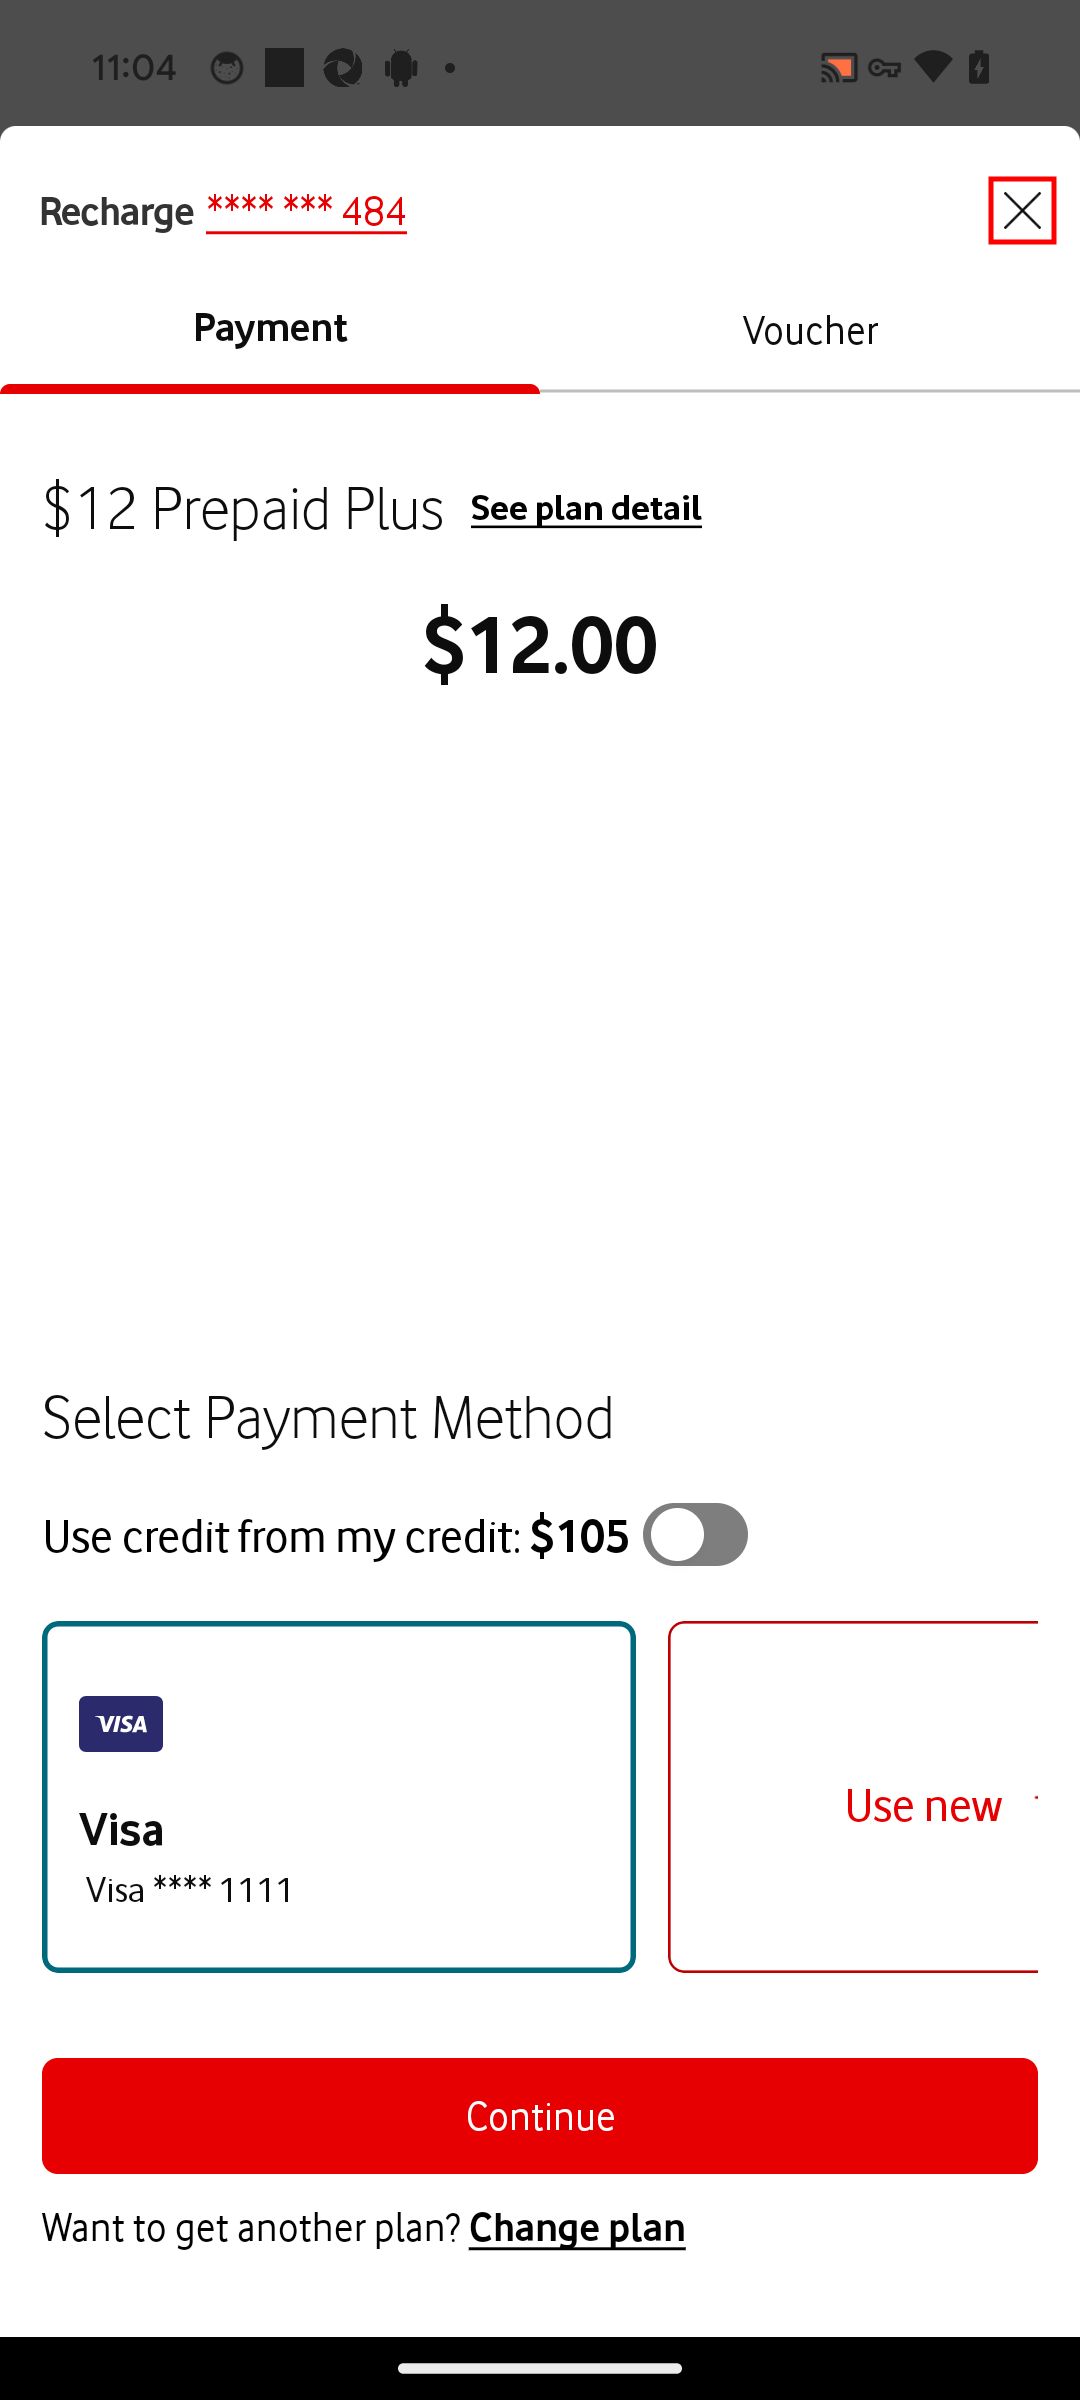 11:04
Recharge **** *** 484
Payment
Voucher
$12 Prepaid Plus See plan detail
$12.00
Select Payment Method
Use credit from my credit: $105
VISA
Visa
Visa **** 1111
Use new
Continue
Want to get another plan? Change plan